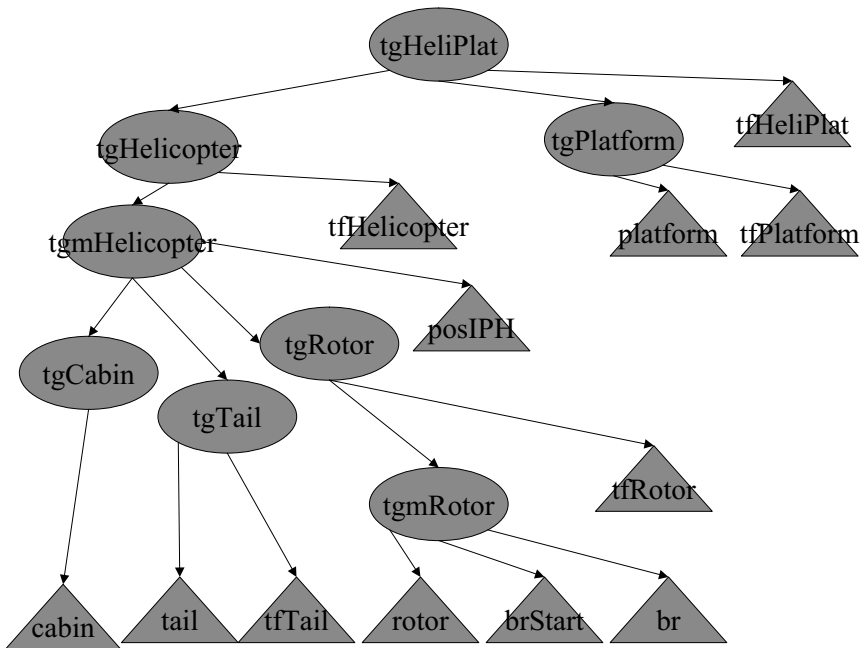 tgHeliPlat
tfHeliPlat
tgHelicopter
tgPlatform
tfHelicopter
platform
tfPlatform
tgmHelicopter
posIPH
tgRotor
tgCabin
tgTail
tfRotor
tgmRotor
cabin
tail
tfTail
rotor
brStart
br